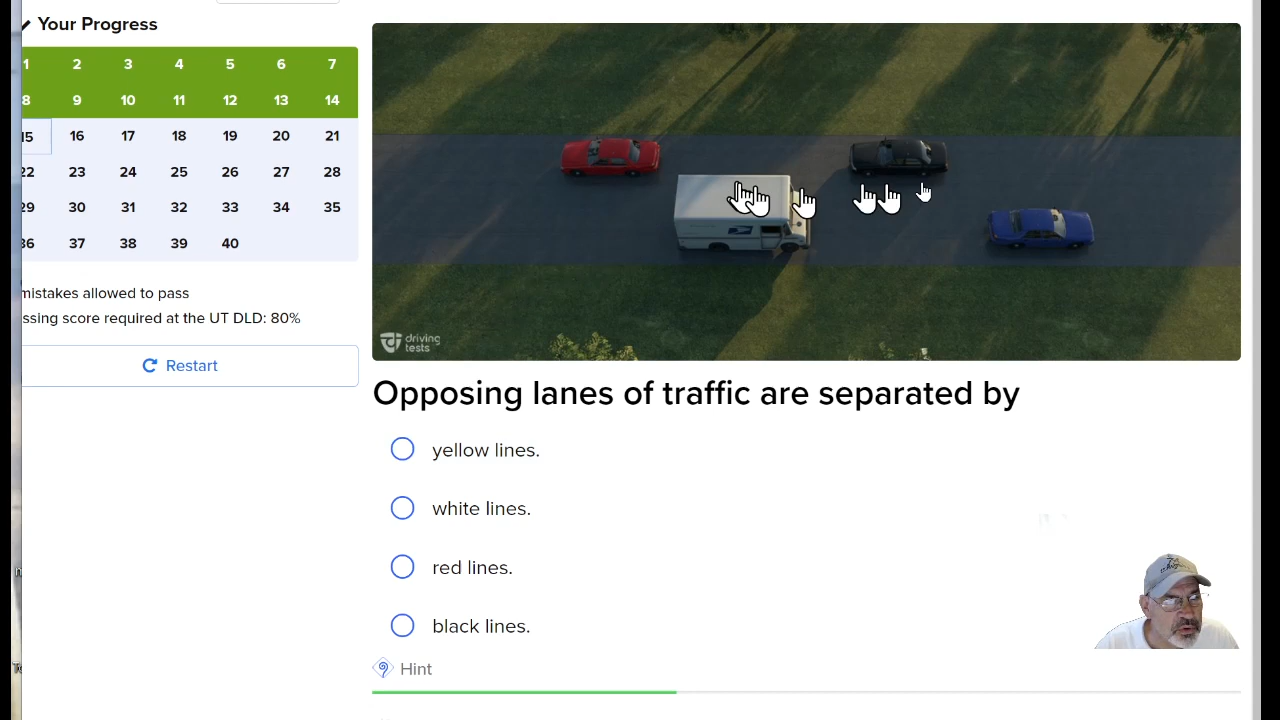 Your Progress
1 2 3 4 5 6 7
8 9 10 11 12 13 14
15 16 17 18 19 20 21
22 23 24 25 26 27 28
29 30 31 32 33 34 35
36 37 38 39 40
mistakes allowed to pass
ssing score required at the UT DLD: 80%
Restart
driving
tests
Opposing lanes of traffic are separated by
yellow lines.
white lines.
red lines.
black lines.
Hint